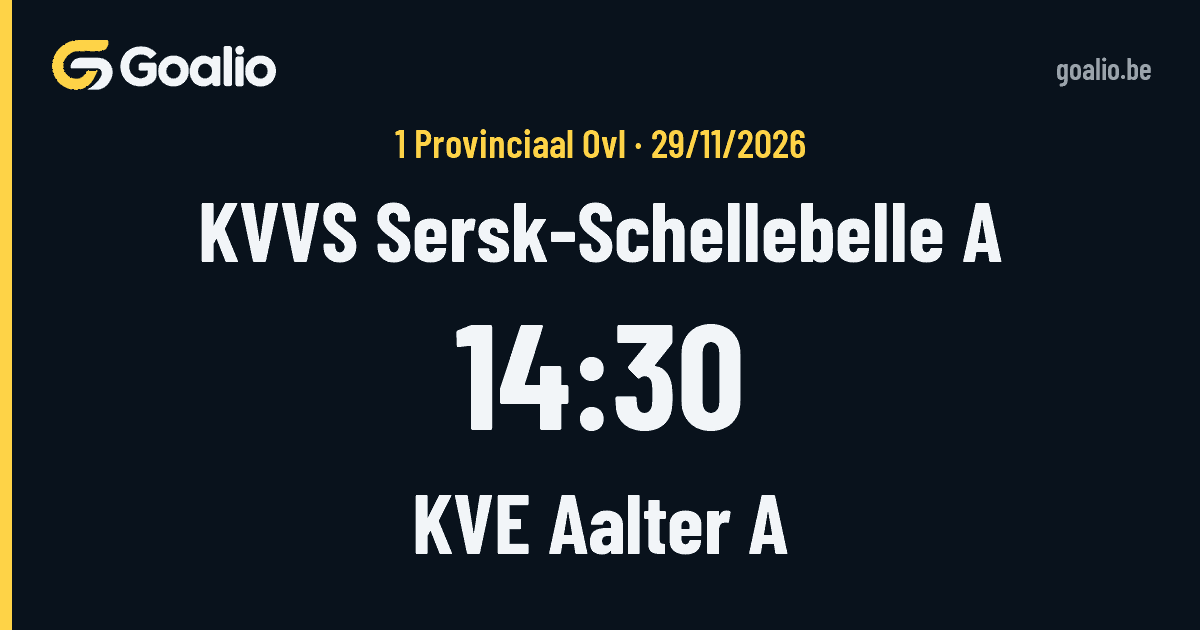 Goalio
goalio.be
1 Provinciaal Ovl · 29/11/2026
KVVS Sersk-Schellebelle A
14:30
KVE Aalter A